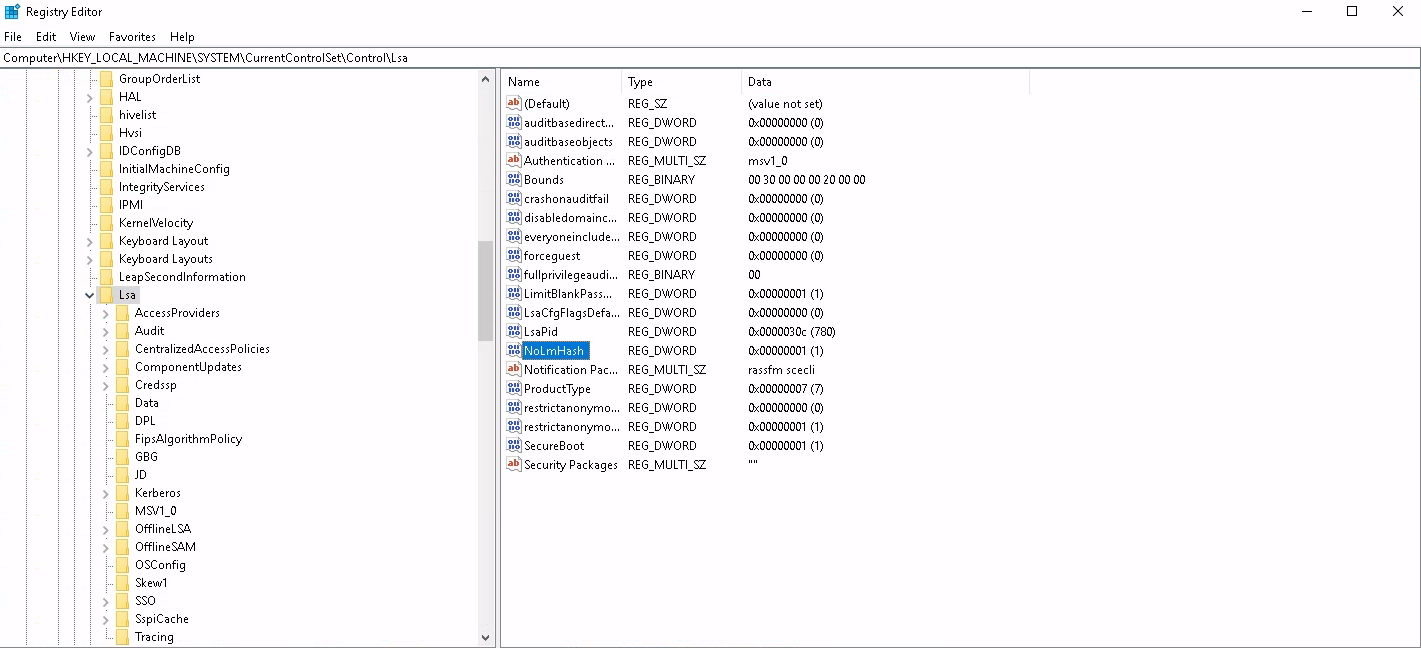 Registry Editor
File Edit View Favorites Help
Computer\HKEY_LOCAL_MACHINE\SYSTEM\CurrentControlSet\Control\Lsa
GroupOrderList
HAL
hivelist
Hvsi
IDConfigDB
InitialMachineConfig
IntegrityServices
IPMI
KernelVelocity
Keyboard Layout
Keyboard Layouts
LeapSecondInformation
Lsa
AccessProviders
Audit
CentralizedAccessPolicies
ComponentUpdates
Credssp
Data
DPL
FipsAlgorithmPolicy
GBG
JD
Kerberos
MSV1_0
OfflineLSA
OfflineSAM
OSConfig
Skew1
SSO
SspiCache
Tracing
Name Type Data
(Default) REG_SZ (value not set)
auditbasedirect... REG_DWORD 0x00000000 (0)
auditbaseobjects REG_DWORD 0x00000000 (0)
Authentication ... REG_MULTI_SZ msv1_0
Bounds REG_BINARY 00 30 00 00 00 20 00 00
crashonauditfail REG_DWORD 0x00000000 (0)
disabledomainc... REG_DWORD 0x00000000 (0)
everyoneinclude... REG_DWORD 0x00000000 (0)
forceguest REG_DWORD 0x00000000 (0)
fullprivilegeaudi... REG_BINARY 00
LimitBlankPass... REG_DWORD 0x00000001 (1)
LsaCfgFlagsDefa... REG_DWORD 0x00000000 (0)
LsaPid REG_DWORD 0x0000030c (780)
NoLmHash REG_DWORD 0x00000001 (1)
Notification Pac... REG_MULTI_SZ rassfm scecli
ProductType REG_DWORD 0x00000007 (7)
restrictanonymo... REG_DWORD 0x00000000 (0)
restrictanonymo... REG_DWORD 0x00000001 (1)
SecureBoot REG_DWORD 0x00000001 (1)
Security Packages REG_MULTI_SZ ""